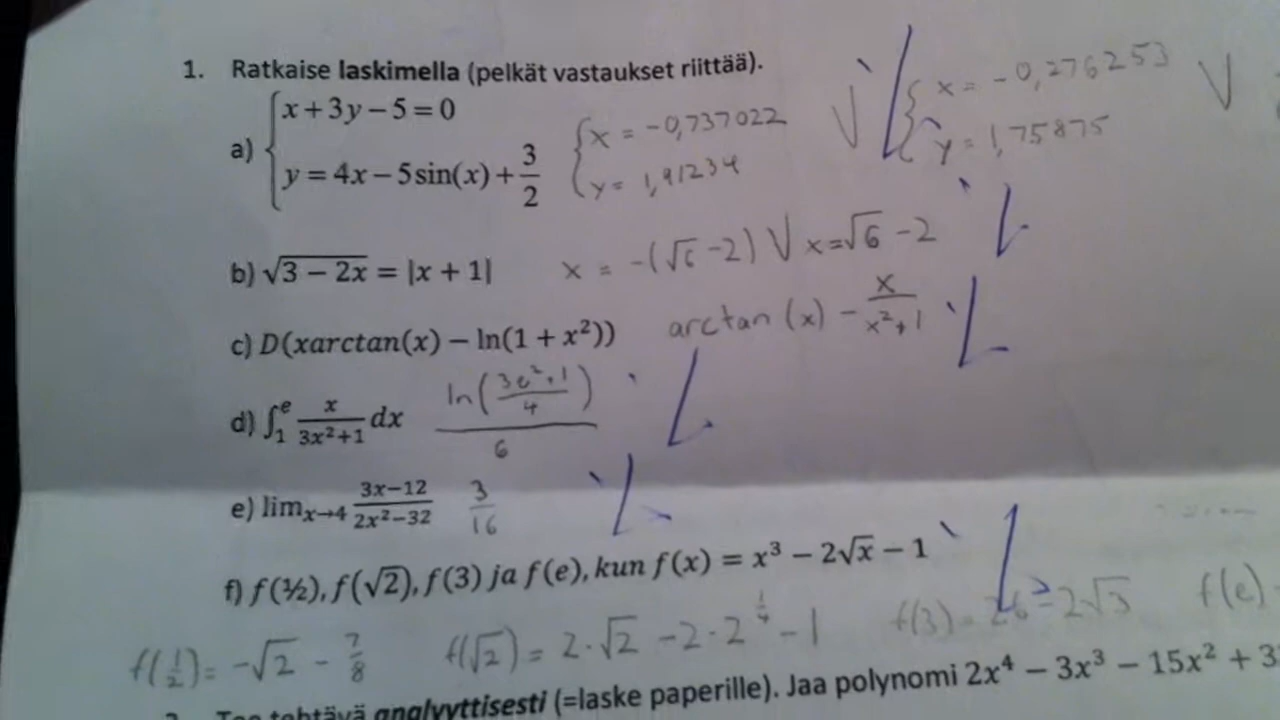 1. Ratkaise laskimella (pelkät vastaukset riittää).
a) { x + 3y − 5 = 0
y = 4x − 5sin(x) + 3/2
{ x = −0,737022
y = 1,91234
∨ { x = −0,276253
y = 1,75875 ∨
b) √(3 − 2x) = |x + 1| x = −(√6 −2) ∨ x=√6 −2
c) D(xarctan(x) − ln(1 + x²)) arctan (x) − x/(x²+1)
d) ∫₁ᵉ x/(3x²+1) dx ln((3e²+1)/4)/6
e) limₓ→₄ (3x−12)/(2x²−32) 3/16
f) f(½), f(√2), f(3) ja f(e), kun f(x) = x³ − 2√x − 1
f(1/2) = −√2 − 7/8 f(√2) = 2·√2 −2·2^(1/4) −1 f(3) = 26−2√3 f(e)
analyyttisesti (=laske paperille). Jaa polynomi 2x⁴ − 3x³ − 15x² + 3